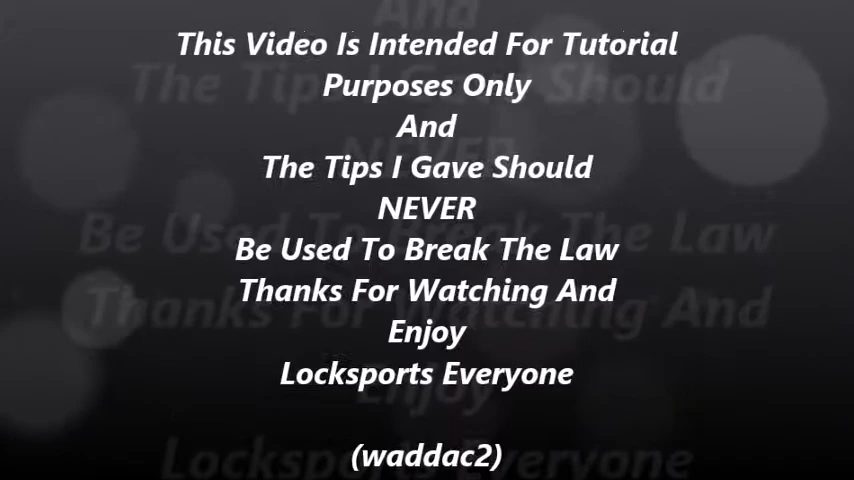 This Video Is Intended For Tutorial
Purposes Only
And
The Tips I Gave Should
NEVER
Be Used To Break The Law
Thanks For Watching And
Enjoy
Locksports Everyone
(waddac2)